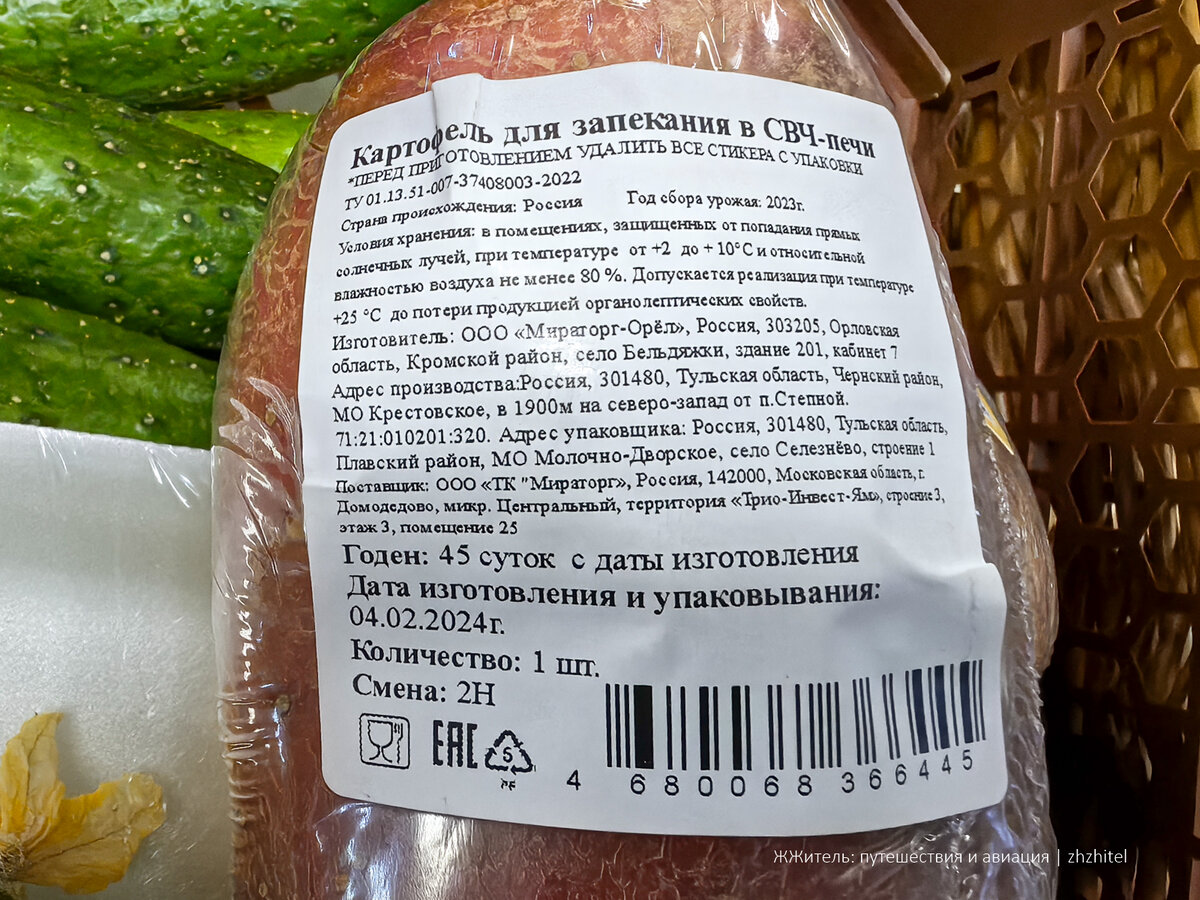 Картофель для запекания в СВЧ-печи
*ПЕРЕД ПРИГОТОВЛЕНИЕМ УДАЛИТЬ ВСЕ СТИКЕРА С УПАКОВКИ
ТУ 01.13.51-007-37408003-2022
Страна происхождения: Россия Год сбора урожая: 2023г.
Условия хранения: в помещениях, защищенных от попадания прямых
солнечных лучей, при температуре от +2 до + 10°С и относительной
влажностью воздуха не менее 80 %. Допускается реализация при температуре
+25 °С до потери продукцией органолептических свойств.
Изготовитель: ООО «Мираторг-Орёл», Россия, 303205, Орловская
область, Кромской район, село Бельдяжки, здание 201, кабинет 7
Адрес производства:Россия, 301480, Тульская область, Чернский район,
МО Крестовское, в 1900м на северо-запад от п.Степной.
71:21:010201:320. Адрес упаковщика: Россия, 301480, Тульская область,
Плавский район, МО Молочно-Дворское, село Селезнёво, строение 1
Поставщик: ООО «ТК "Мираторг», Россия, 142000, Московская область, г.
Домодедово, микр. Центральный, территория «Трио-Инвест-Ям», строение 3,
этаж 3, помещение 25
Годен: 45 суток с даты изготовления
Дата изготовления и упаковывания:
04.02.2024г.
Количество: 1 шт.
Смена: 2Н
ЕАС 5
PP
4 680068 366445
ЖЖитель: путешествия и авиация | zhzhitel